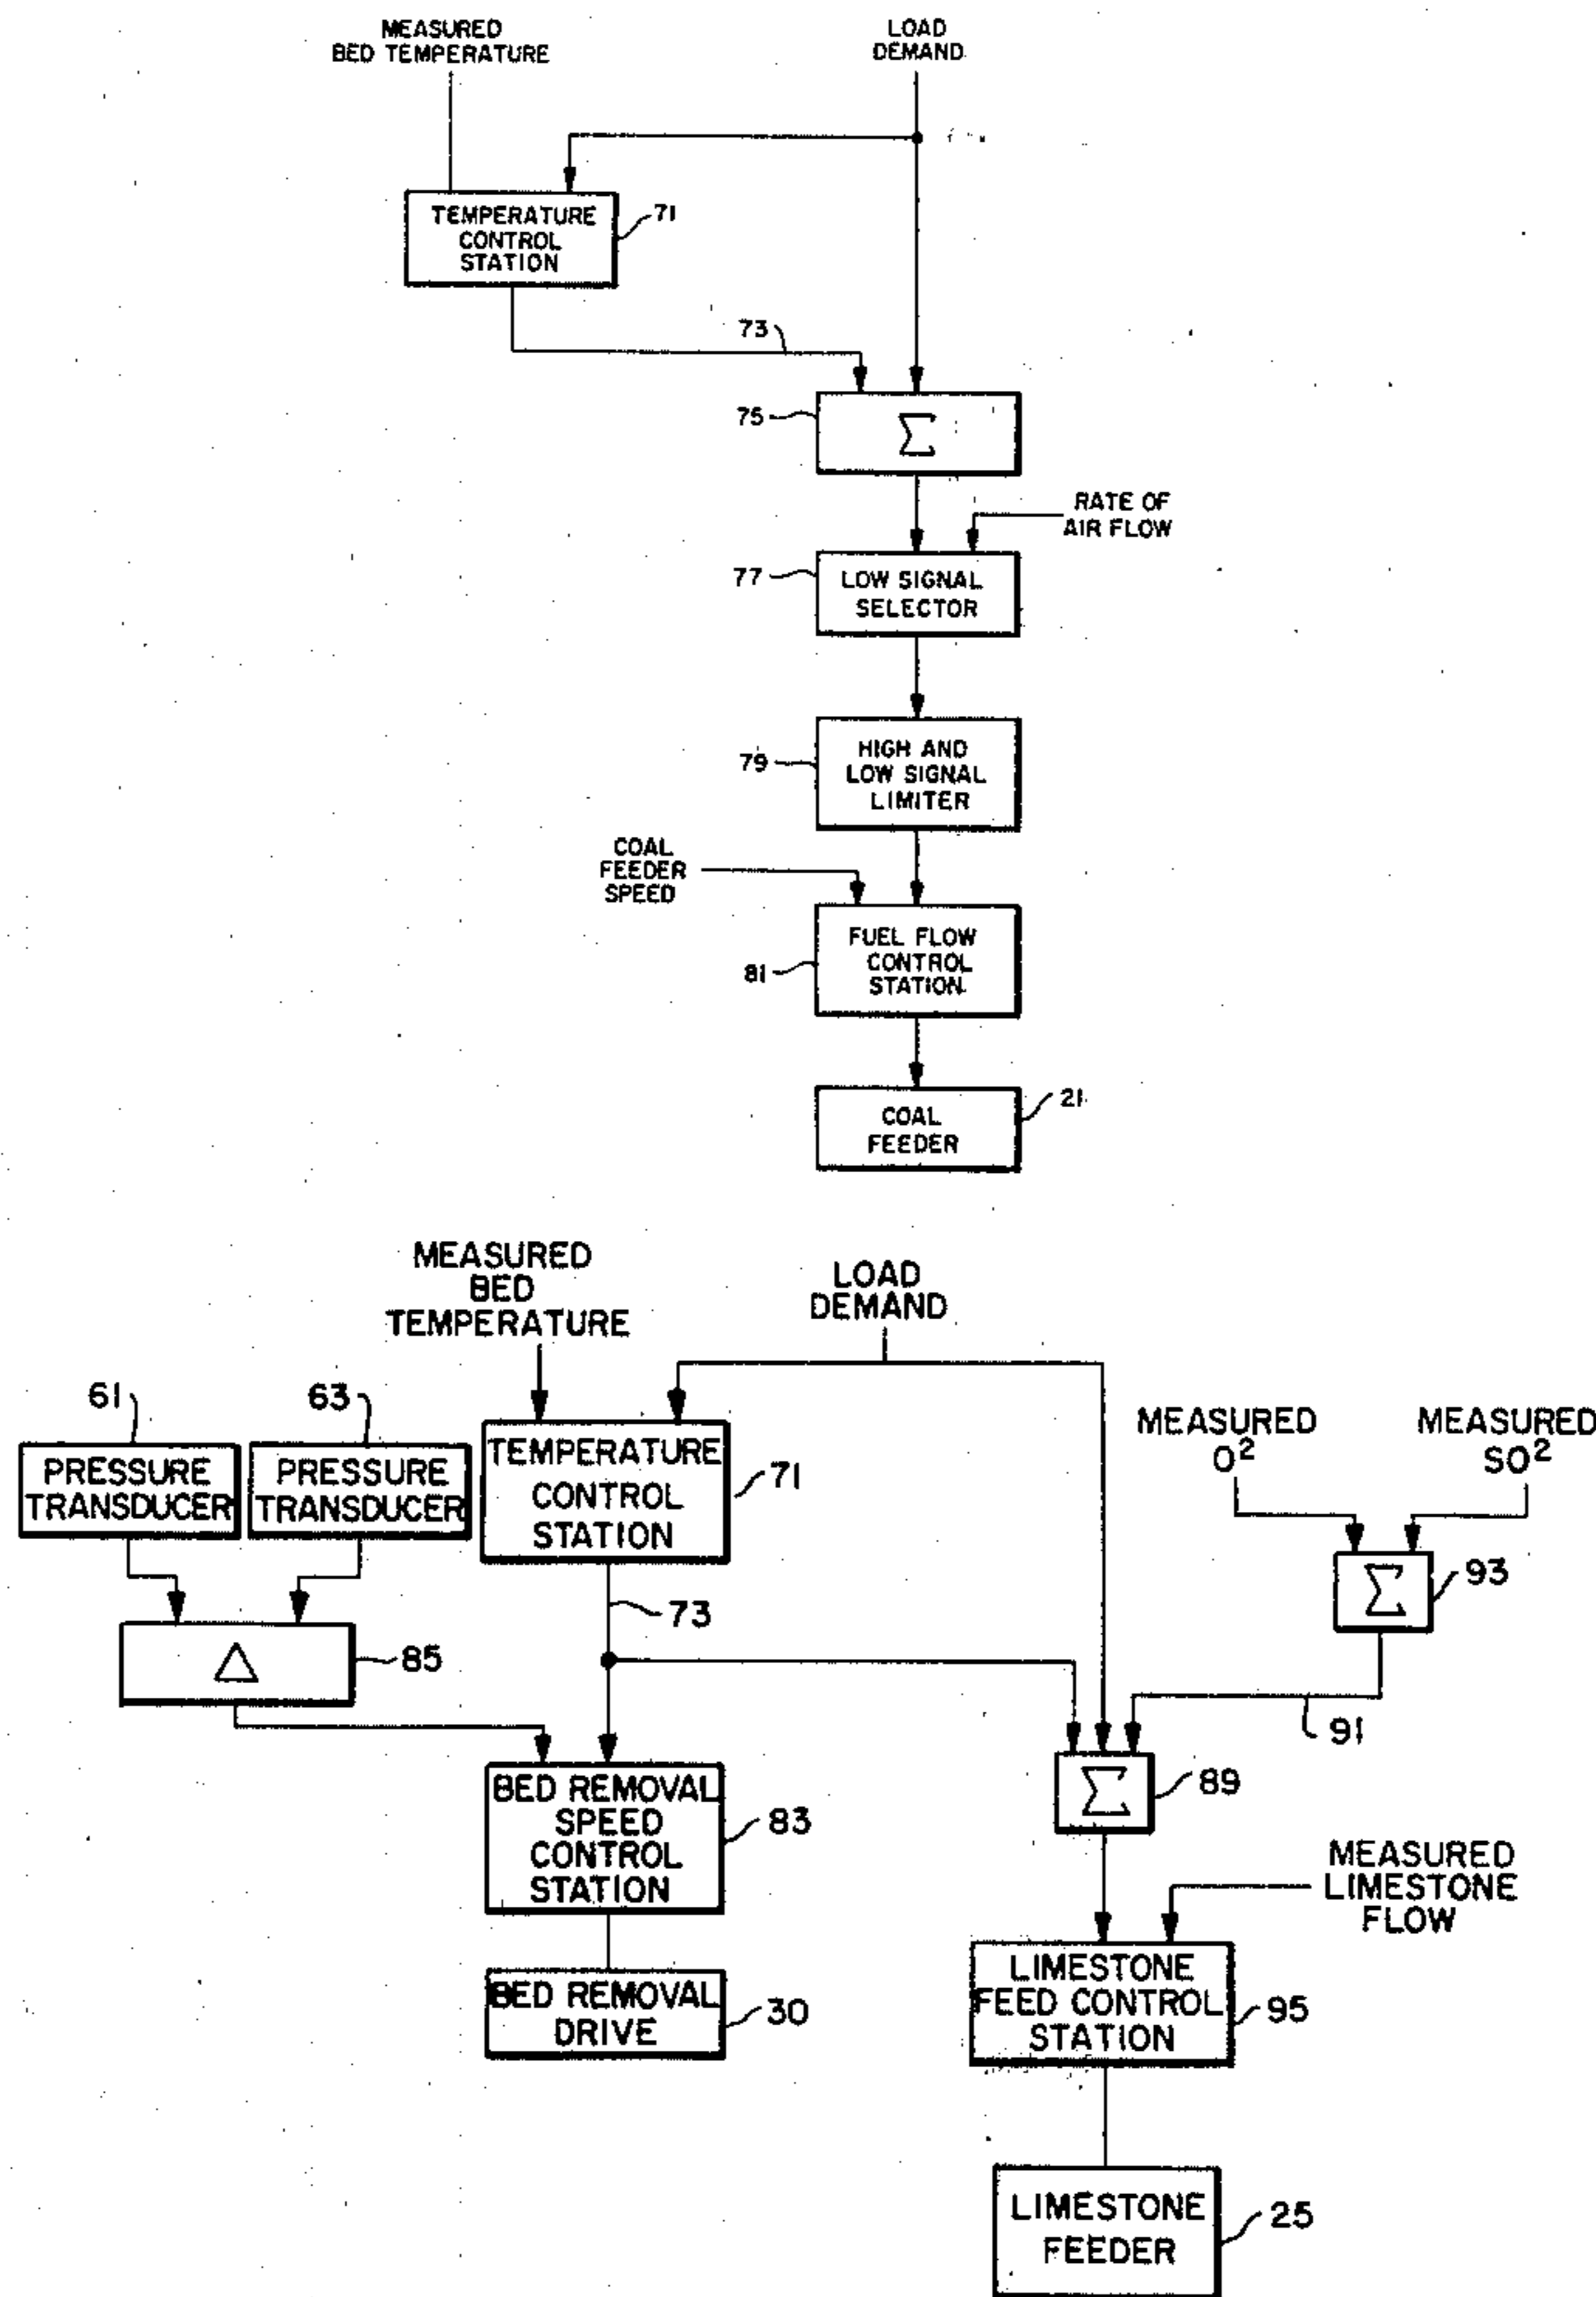 MEASURED
BED TEMPERATURE
LOAD
DEMAND
TEMPERATURE
CONTROL
STATION
71
73
75
Σ
RATE OF
AIR FLOW
77
LOW SIGNAL
SELECTOR
79
HIGH AND
LOW SIGNAL
LIMITER
COAL
FEEDER
SPEED
81
FUEL FLOW
CONTROL
STATION
COAL
FEEDER
21
MEASURED
BED
TEMPERATURE
LOAD
DEMAND
61
63
PRESSURE
TRANSDUCER
PRESSURE
TRANSDUCER
TEMPERATURE
CONTROL
STATION
71
MEASURED
O²
MEASURED
SO²
Σ
93
73
Δ
85
91
BED REMOVAL
SPEED
CONTROL
STATION
83
Σ
89
MEASURED
LIMESTONE
FLOW
BED REMOVAL
DRIVE
30
LIMESTONE
FEED CONTROL
STATION
95
LIMESTONE
FEEDER
25